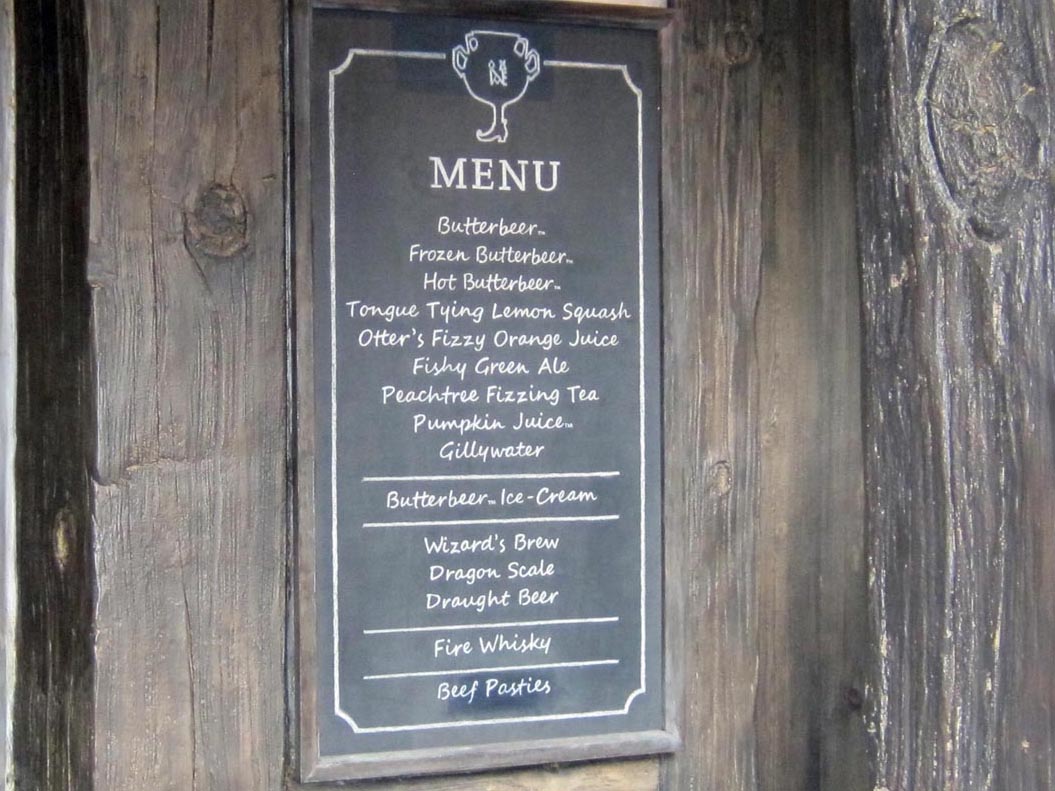 MENU
Butterbeer™
Frozen Butterbeer™
Hot Butterbeer™
Tongue Tying Lemon Squash
Otter's Fizzy Orange Juice
Fishy Green Ale
Peachtree Fizzing Tea
Pumpkin Juice™
Gillywater
Butterbeer™ Ice-Cream
Wizard's Brew
Dragon Scale
Draught Beer
Fire Whisky
Beef Pasties